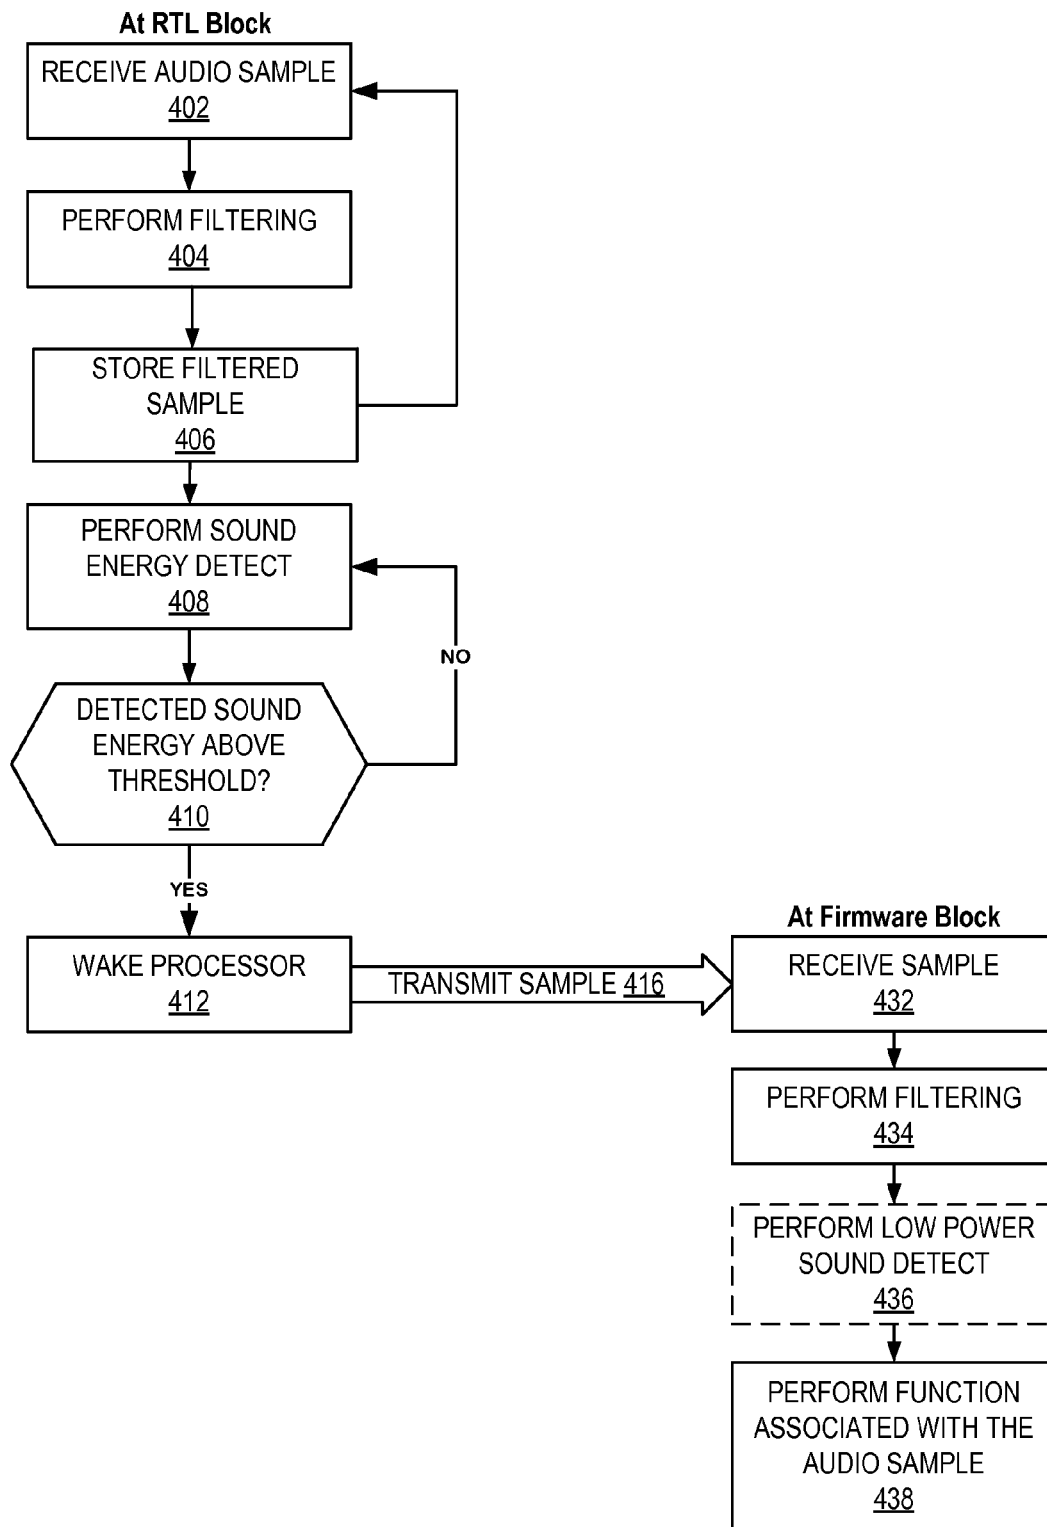 At RTL Block
RECEIVE AUDIO SAMPLE
402
PERFORM FILTERING
404
STORE FILTERED
SAMPLE
406
PERFORM SOUND
ENERGY DETECT
408
NO
DETECTED SOUND
ENERGY ABOVE
THRESHOLD?
410
YES
WAKE PROCESSOR
412
TRANSMIT SAMPLE 416
At Firmware Block
RECEIVE SAMPLE
432
PERFORM FILTERING
434
PERFORM LOW POWER
SOUND DETECT
436
PERFORM FUNCTION
ASSOCIATED WITH THE
AUDIO SAMPLE
438